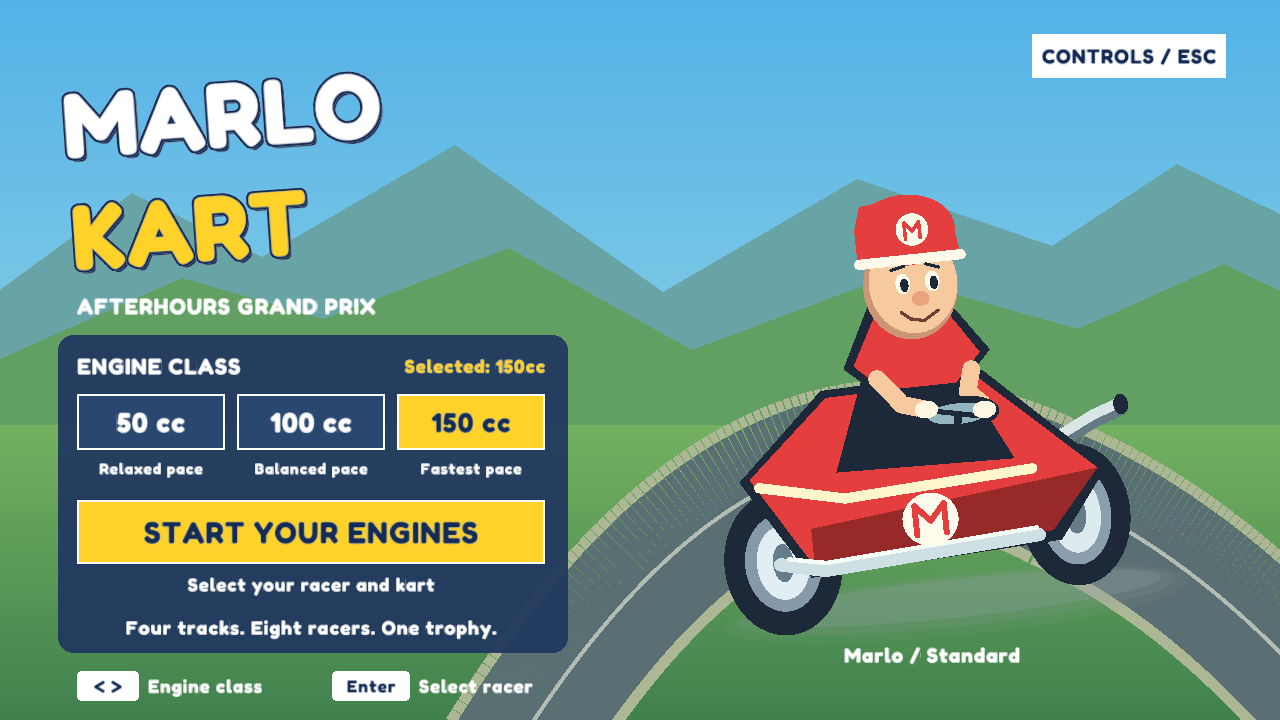 CONTROLS / ESC
MARLO
KART
AFTERHOURS GRAND PRIX
ENGINE CLASS
Selected: 150cc
50 cc
100 cc
150 cc
Relaxed pace
Balanced pace
Fastest pace
START YOUR ENGINES
Select your racer and kart
Four tracks. Eight racers. One trophy.
< > Engine class
Enter Select racer
M
M
Marlo / Standard